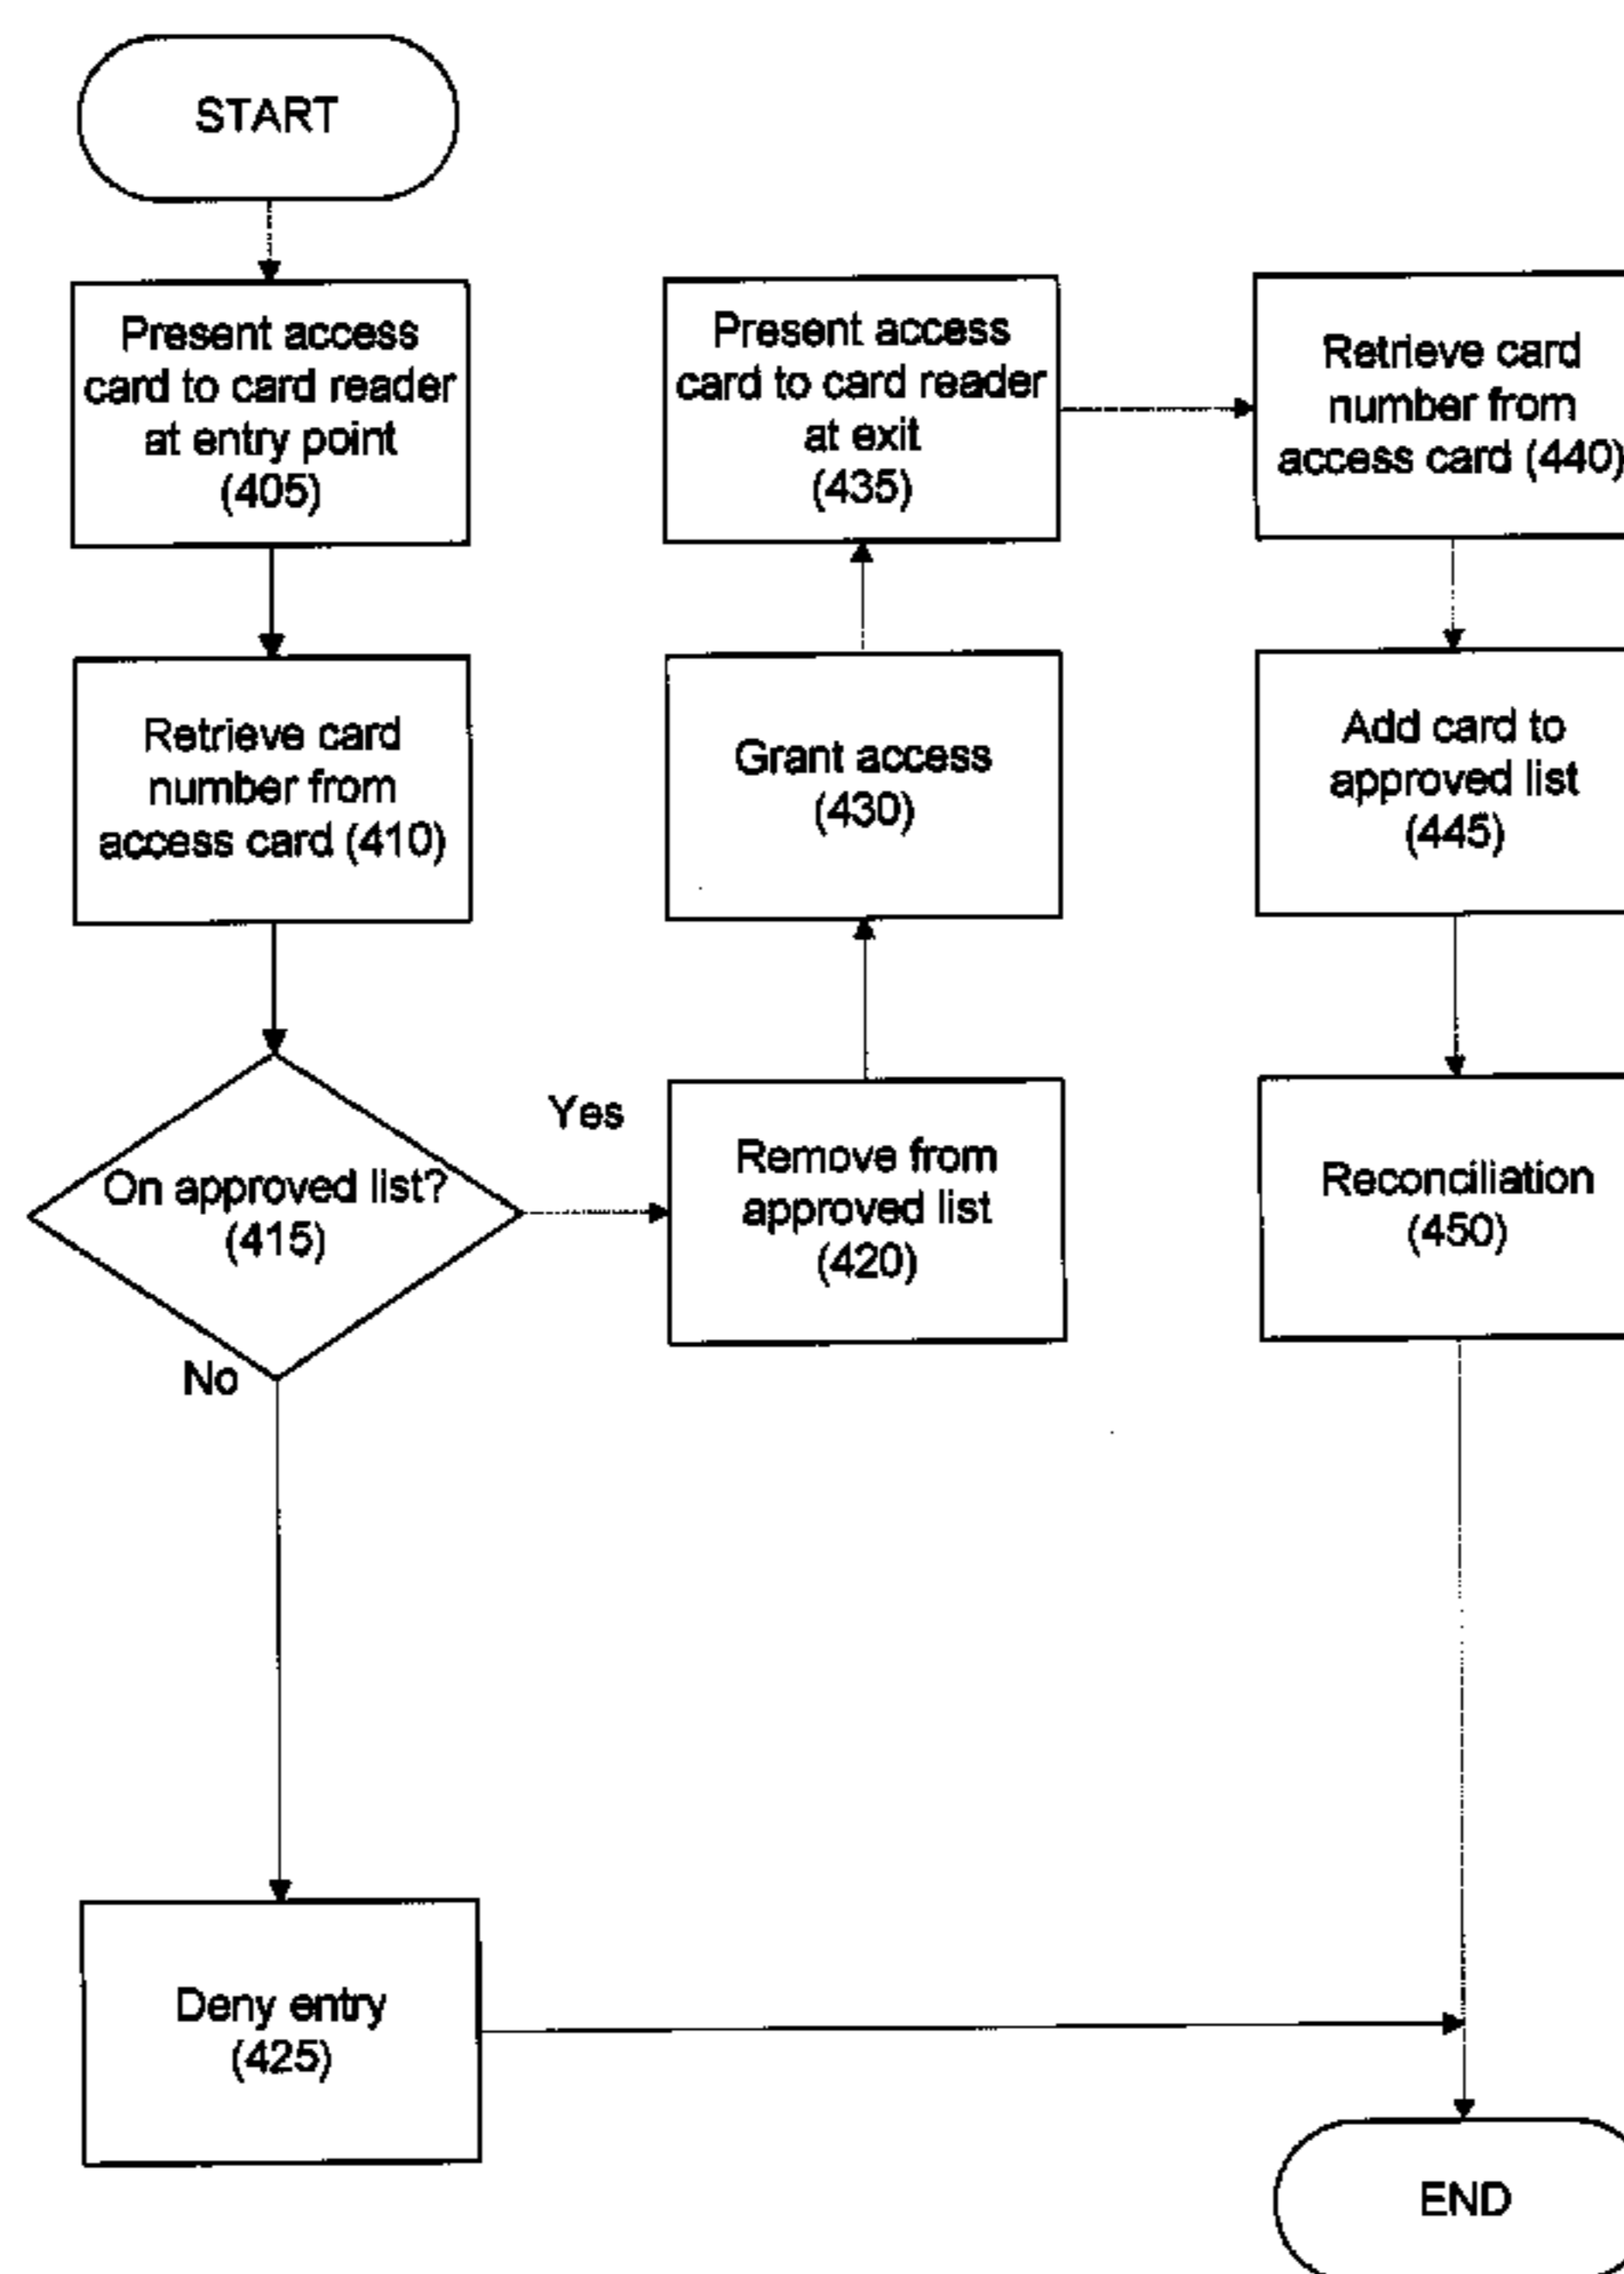 START
Present access
card to card reader
at entry point
(405)
Retrieve card
number from
access card (410)
On approved list?
(415)
Yes
No
Deny entry
(425)
Remove from
approved list
(420)
Grant access
(430)
Present access
card to card reader
at exit
(435)
Retrieve card
number from
access card (440)
Add card to
approved list
(445)
Reconciliation
(450)
END